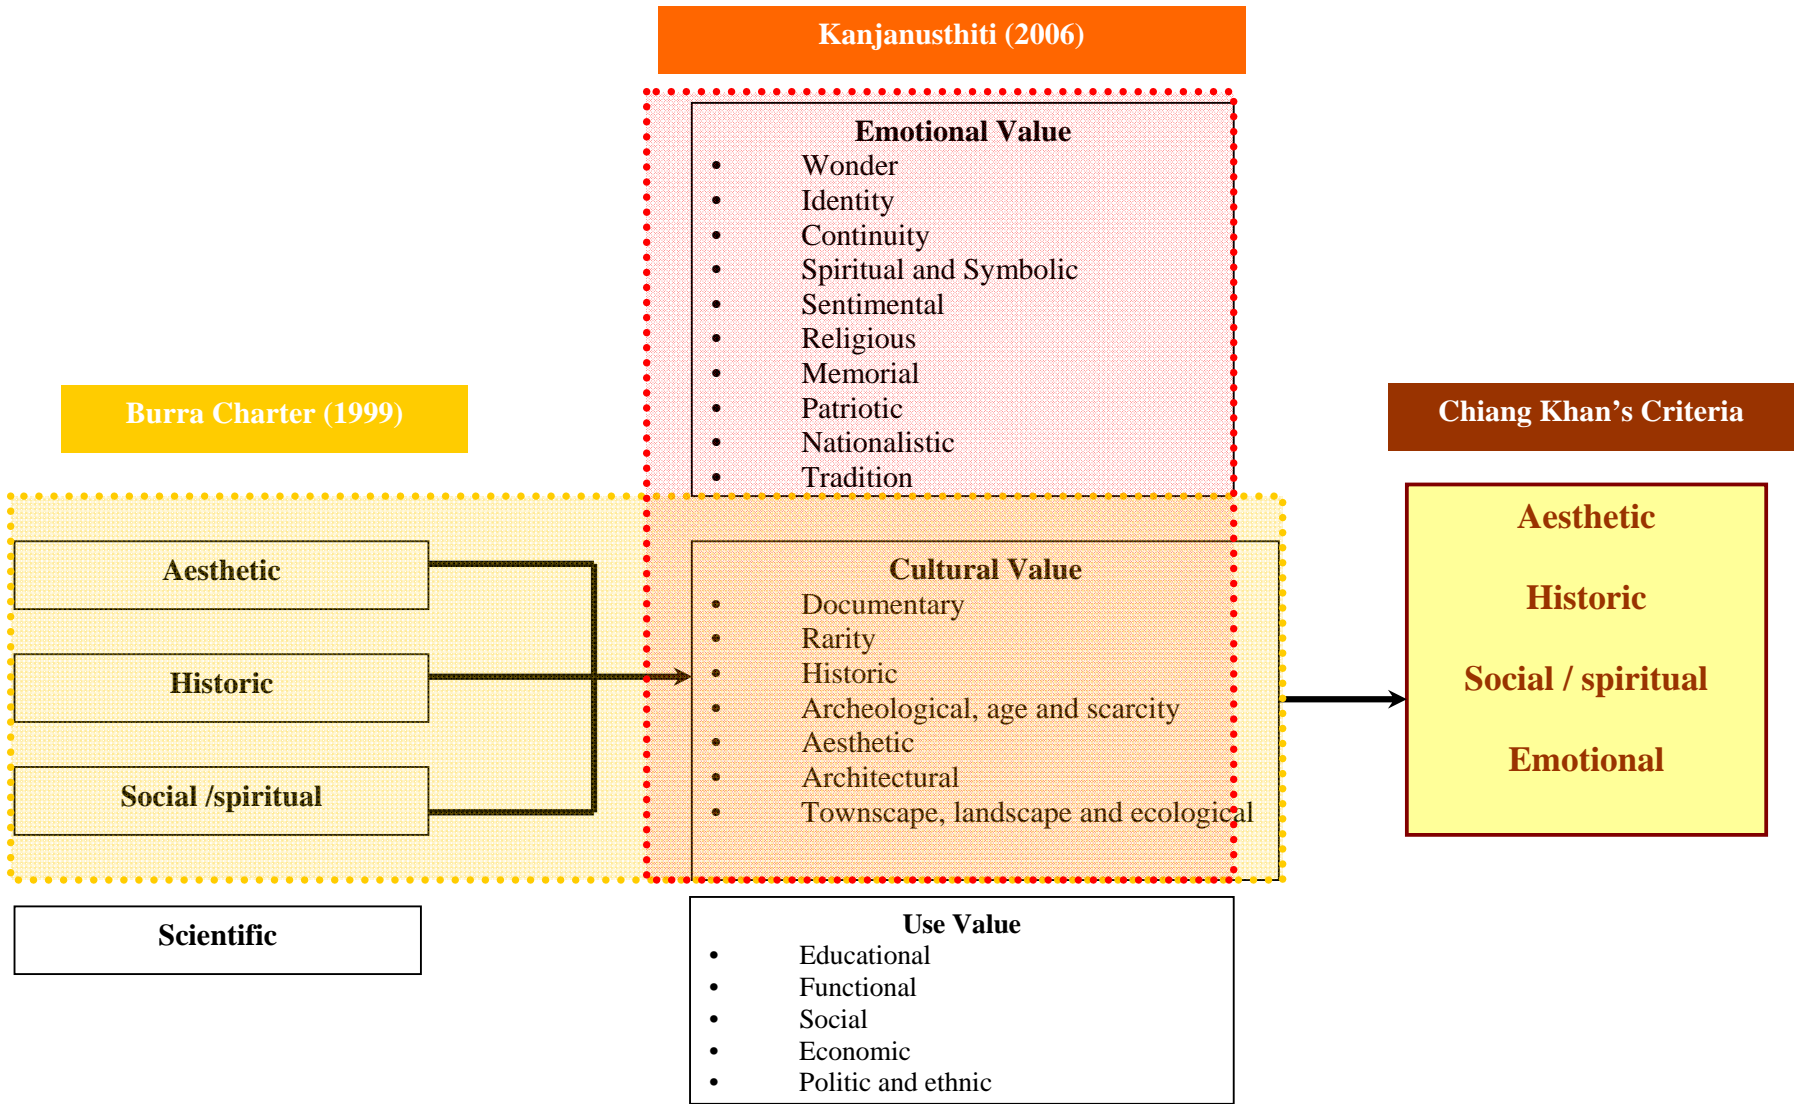 Kanjanusthiti (2006)
Emotional Value
• Wonder
• Identity
• Continuity
• Spiritual and Symbolic
• Sentimental
• Religious
• Memorial
• Patriotic
• Nationalistic
• Tradition
Burra Charter (1999)
Aesthetic
Historic
Social /spiritual
Scientific
Cultural Value
• Documentary
• Rarity
• Historic
• Archeological, age and scarcity
• Aesthetic
• Architectural
• Townscape, landscape and ecological
Use Value
• Educational
• Functional
• Social
• Economic
• Politic and ethnic
Chiang Khan’s Criteria
Aesthetic
Historic
Social / spiritual
Emotional